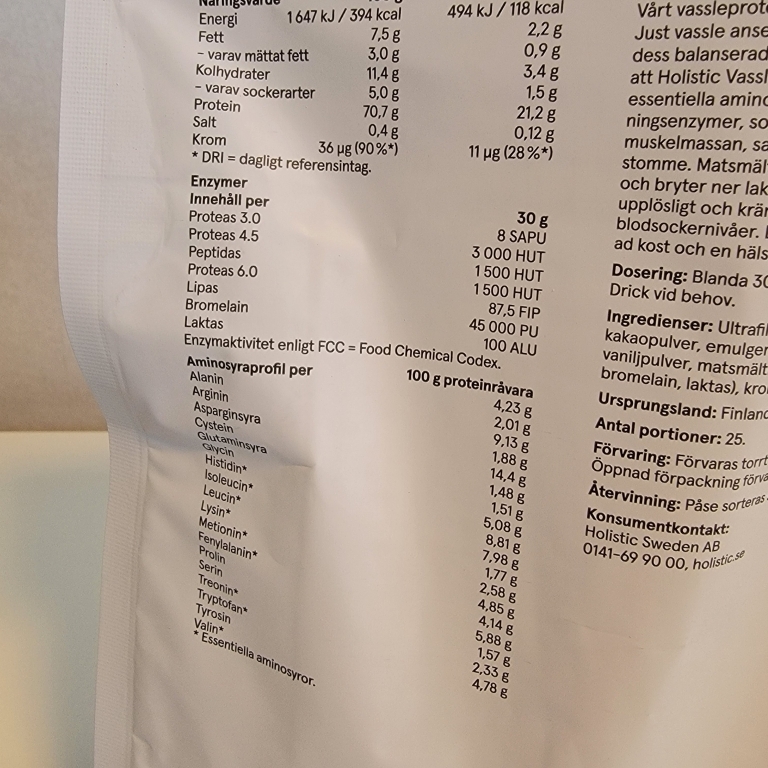 Näringsvärde
Energi 1 647 kJ / 394 kcal 494 kJ / 118 kcal
Fett 7,5 g 2,2 g
- varav mättat fett 3,0 g 0,9 g
Kolhydrater 11,4 g 3,4 g
- varav sockerarter 5,0 g 1,5 g
Protein 70,7 g 21,2 g
Salt 0,4 g 0,12 g
Krom 36 µg (90 %*) 11 µg (28 %*)
* DRI = dagligt referensintag.
Enzymer
Innehåll per 30 g
Proteas 3.0 8 SAPU
Proteas 4.5 3 000 HUT
Peptidas 1 500 HUT
Proteas 6.0 1 500 HUT
Lipas 87,5 FIP
Bromelain 45 000 PU
Laktas 100 ALU
Enzymaktivitet enligt FCC = Food Chemical Codex.
Aminosyraprofil per 100 g proteinråvara
Alanin 4,23 g
Arginin 2,01 g
Asparginsyra 9,13 g
Cystein 1,88 g
Glutaminsyra 14,4 g
Glycin 1,48 g
Histidin* 1,51 g
Isoleucin* 5,08 g
Leucin* 8,81 g
Lysin* 7,98 g
Metionin* 1,77 g
Fenylalanin* 2,58 g
Prolin 4,85 g
Serin 4,14 g
Treonin* 5,88 g
Tryptofan* 1,57 g
Tyrosin 2,33 g
Valin* 4,78 g
* Essentiella aminosyror.
Vårt vassleprote
Just vassle anse
dess balanserad
att Holistic Vassl
essentiella amino
ningsenzymer, so
muskelmassan, sa
stomme. Matsmäl
och bryter ner lak
upplösligt och krä
blodsockernivåer.
ad kost och en häls
Dosering: Blanda 30
Drick vid behov.
Ingredienser: Ultrafil
kakaopulver, emulger
vaniljpulver, matsmält
bromelain, laktas), kro
Ursprungsland: Finland
Antal portioner: 25.
Förvaring: Förvaras torrt
Öppnad förpackning förva
Återvinning: Påse sorteras
Konsumentkontakt:
Holistic Sweden AB
0141-69 90 00, holistic.se